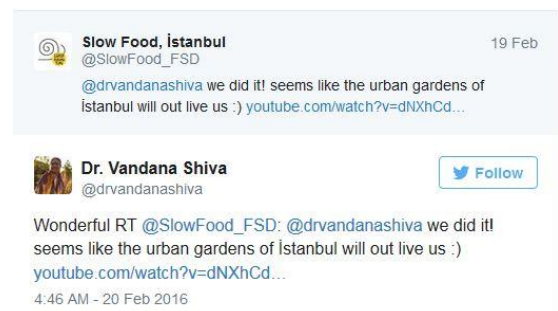 Slow Food, İstanbul
19 Feb
@SlowFood_FSD
@drvandanashiva we did it! seems like the urban gardens of
İstanbul will out live us :) youtube.com/watch?v=dNXhCd…
Dr. Vandana Shiva
Follow
@drvandanashiva
Wonderful RT @SlowFood_FSD: @drvandanashiva we did it!
seems like the urban gardens of İstanbul will out live us :)
youtube.com/watch?v=dNXhCd…
4:46 AM - 20 Feb 2016